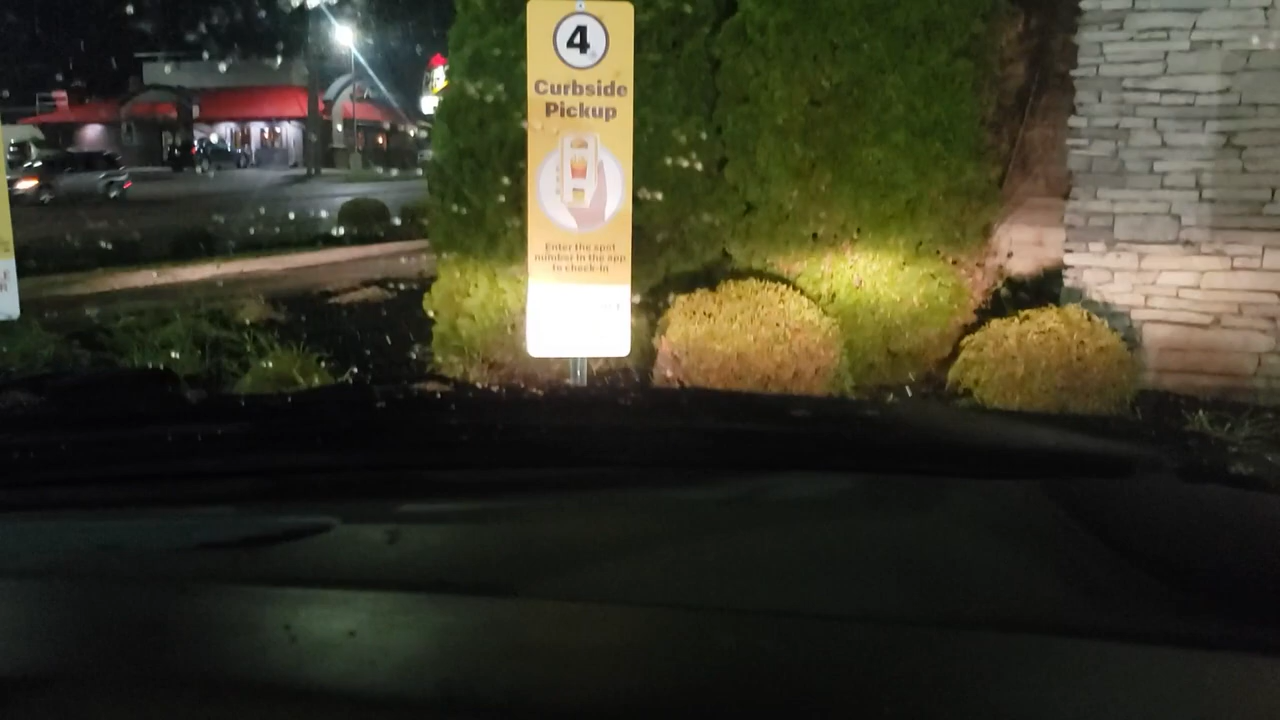 4
Curbside
Pickup
Enter the spot
number in the app
to check-in